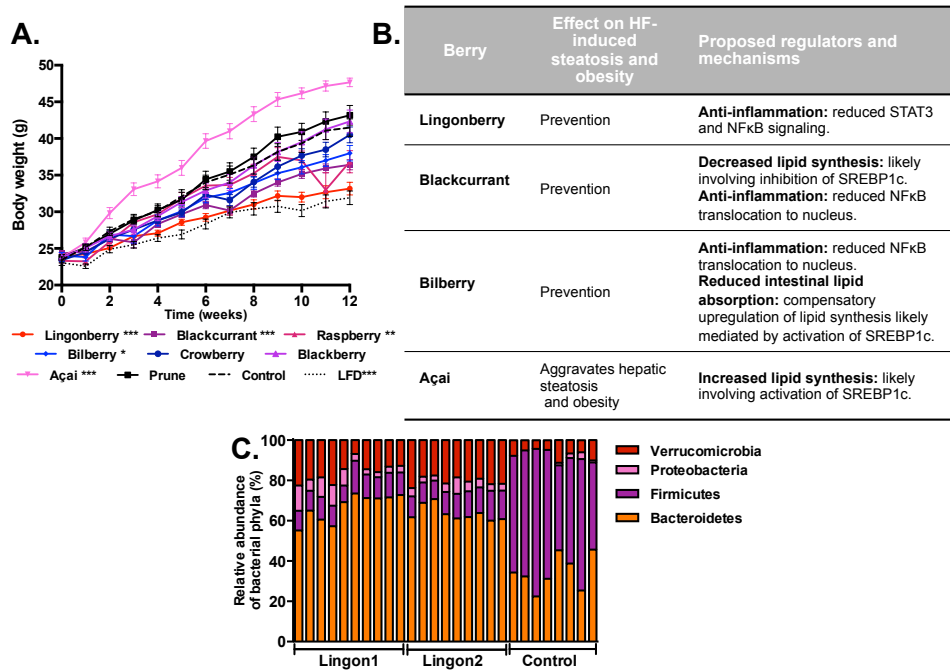 A.
Body weight (g)
50
45
40
35
30
25
20
0 2 4 6 8 10 12
Time (weeks)
Lingonberry *** Blackcurrant *** Raspberry **
Bilberry * Crowberry Blackberry
Açai *** Prune Control LFD***
B.
Berry
Effect on HF-
induced
steatosis and
obesity
Proposed regulators and
mechanisms
Lingonberry
Prevention
Anti-inflammation: reduced STAT3
and NFκB signaling.
Blackcurrant
Prevention
Decreased lipid synthesis: likely
involving inhibition of SREBP1c.
Anti-inflammation: reduced NFκB
translocation to nucleus.
Bilberry
Prevention
Anti-inflammation: reduced NFκB
translocation to nucleus.
Reduced intestinal lipid
absorption: compensatory
upregulation of lipid synthesis likely
mediated by activation of SREBP1c.
Açai
Aggravates hepatic
steatosis
and obesity
Increased lipid synthesis: likely
involving activation of SREBP1c.
C.
Relative abundance
of bacterial phyla (%)
100
80
60
40
20
0
Lingon1 Lingon2 Control
Verrucomicrobia
Proteobacteria
Firmicutes
Bacteroidetes